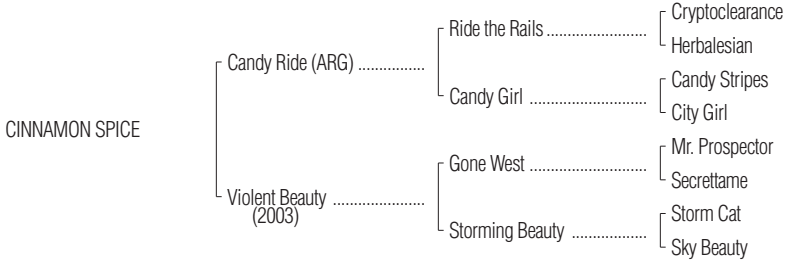 Cryptoclearance
Ride the Rails ........................
Herbalesian
Candy Ride (ARG) ................
Candy Stripes
Candy Girl ............................
City Girl
CINNAMON SPICE
Mr. Prospector
Gone West ............................
Secrettame
Violent Beauty ......................
(2003)
Storm Cat
Storming Beauty ..................
Sky Beauty